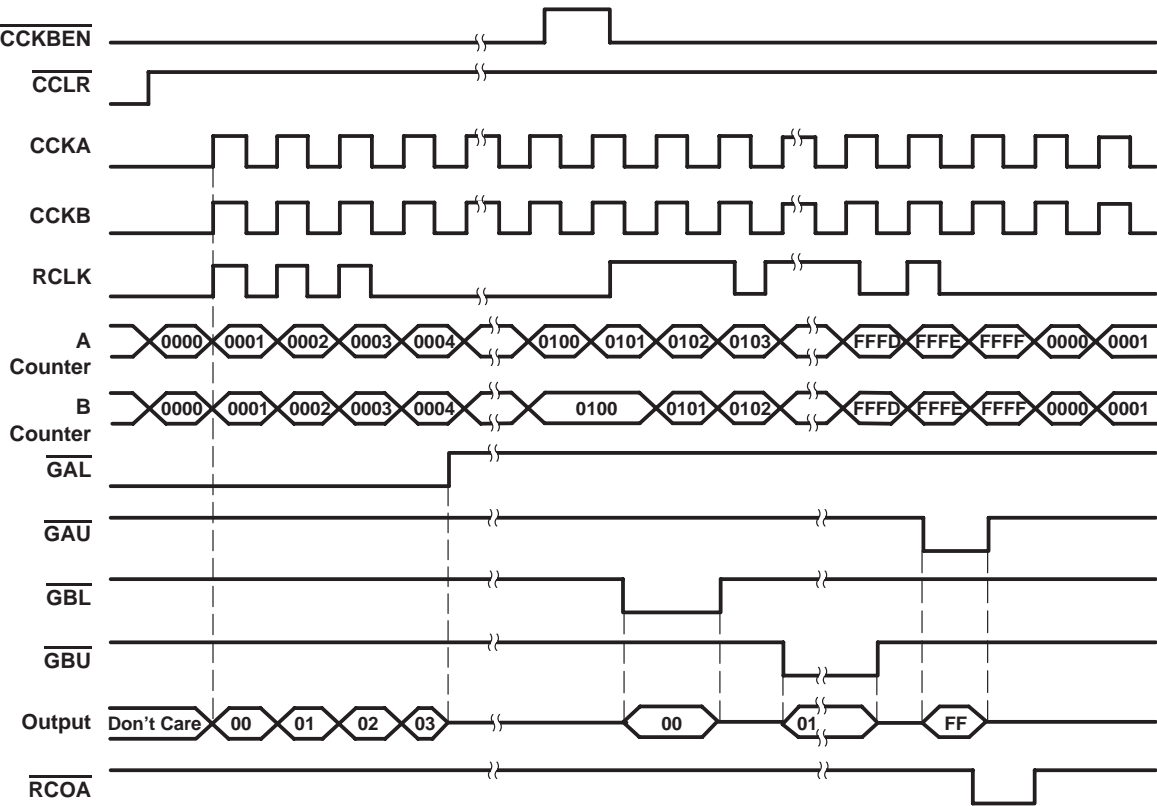 CCKBEN
CCLR
CCKA
CCKB
RCLK
A
Counter
0000 0001 0002 0003 0004 0100 0101 0102 0103 FFFD FFFE FFFF 0000 0001
B
Counter
0000 0001 0002 0003 0004 0100 0101 0102 FFFD FFFE FFFF 0000 0001
GAL
GAU
GBL
GBU
Output
Don't Care 00 01 02 03 00 01 FF
RCOA